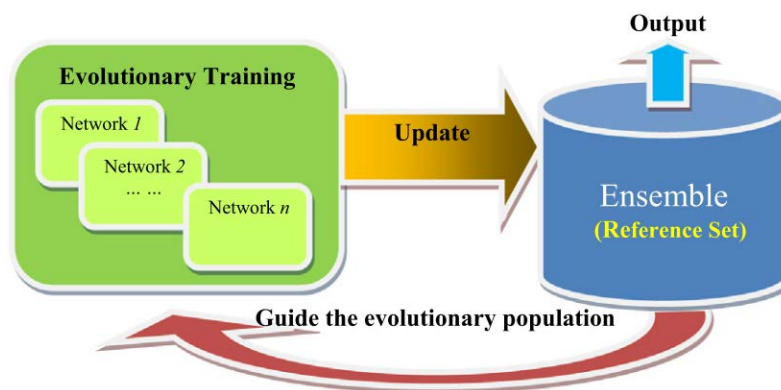 Output
Evolutionary Training
Network 1
Network 2
... ...
Network n
Update
Ensemble
(Reference Set)
Guide the evolutionary population